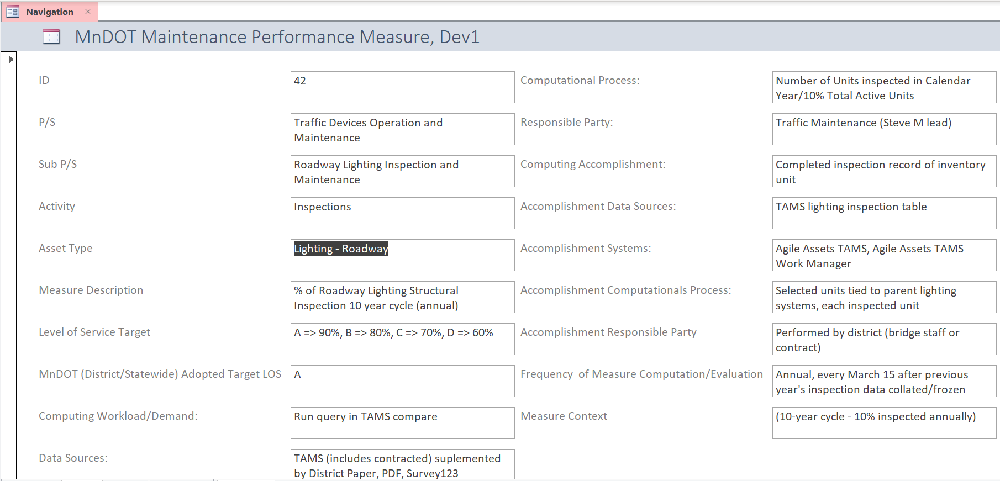 Navigation
MnDOT Maintenance Performance Measure, Dev1
ID
42
P/S
Traffic Devices Operation and
Maintenance
Sub P/S
Roadway Lighting Inspection and
Maintenance
Activity
Inspections
Asset Type
Lighting - Roadway
Measure Description
% of Roadway Lighting Structural
Inspection 10 year cycle (annual)
Level of Service Target
A => 90%, B => 80%, C => 70%, D => 60%
MnDOT (District/Statewide) Adopted Target LOS
A
Computing Workload/Demand:
Run query in TAMS compare
Data Sources:
TAMS (includes contracted) suplemented
by District Paper, PDF, Survey123
Computational Process:
Number of Units inspected in Calendar
Year/10% Total Active Units
Responsible Party:
Traffic Maintenance (Steve M lead)
Computing Accomplishment:
Completed inspection record of inventory
unit
Accomplishment Data Sources:
TAMS lighting inspection table
Accomplishment Systems:
Agile Assets TAMS, Agile Assets TAMS
Work Manager
Accomplishment Computationals Process:
Selected units tied to parent lighting
systems, each inspected unit
Accomplishment Responsible Party
Performed by district (bridge staff or
contract)
Frequency  of Measure Computation/Evaluation
Annual, every March 15 after previous
year's inspection data collated/frozen
Measure Context
(10-year cycle - 10% inspected annually)